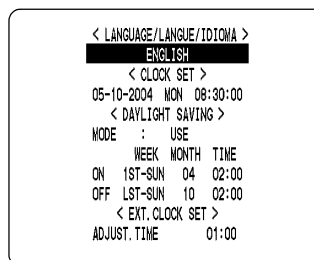 < LANGUAGE/LANGUE/IDIOMA >
ENGLISH
< CLOCK SET >
05-10-2004 MON 08:30:00
< DAYLIGHT SAVING >
MODE : USE
WEEK MONTH TIME
ON 1ST-SUN 04 02:00
OFF LST-SUN 10 02:00
< EXT.CLOCK SET >
ADJUST.TIME 01:00